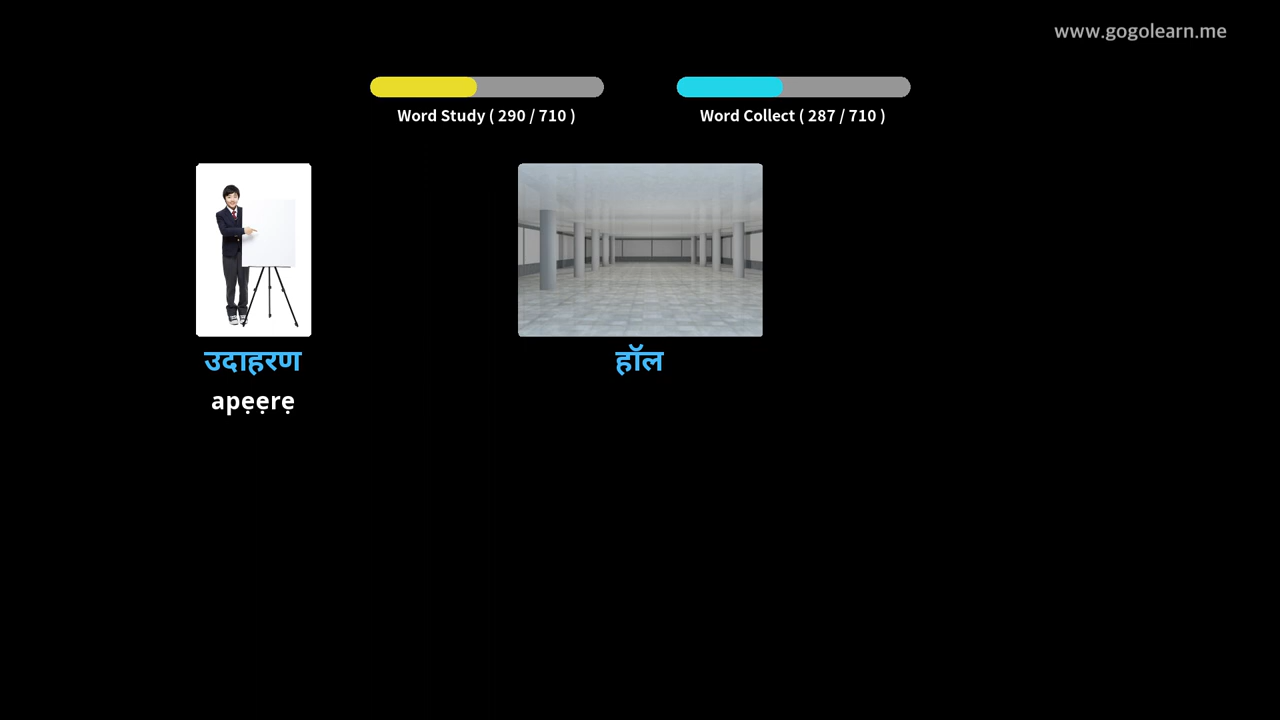 www.gogolearn.me
Word Study ( 290 / 710 )
Word Collect ( 287 / 710 )
उदाहरण
हॉल
apẹẹrẹ